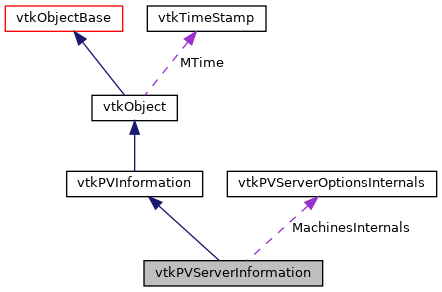 vtkObjectBase
vtkTimeStamp
MTime
vtkObject
vtkPVInformation
vtkPVServerOptionsInternals
MachinesInternals
vtkPVServerInformation